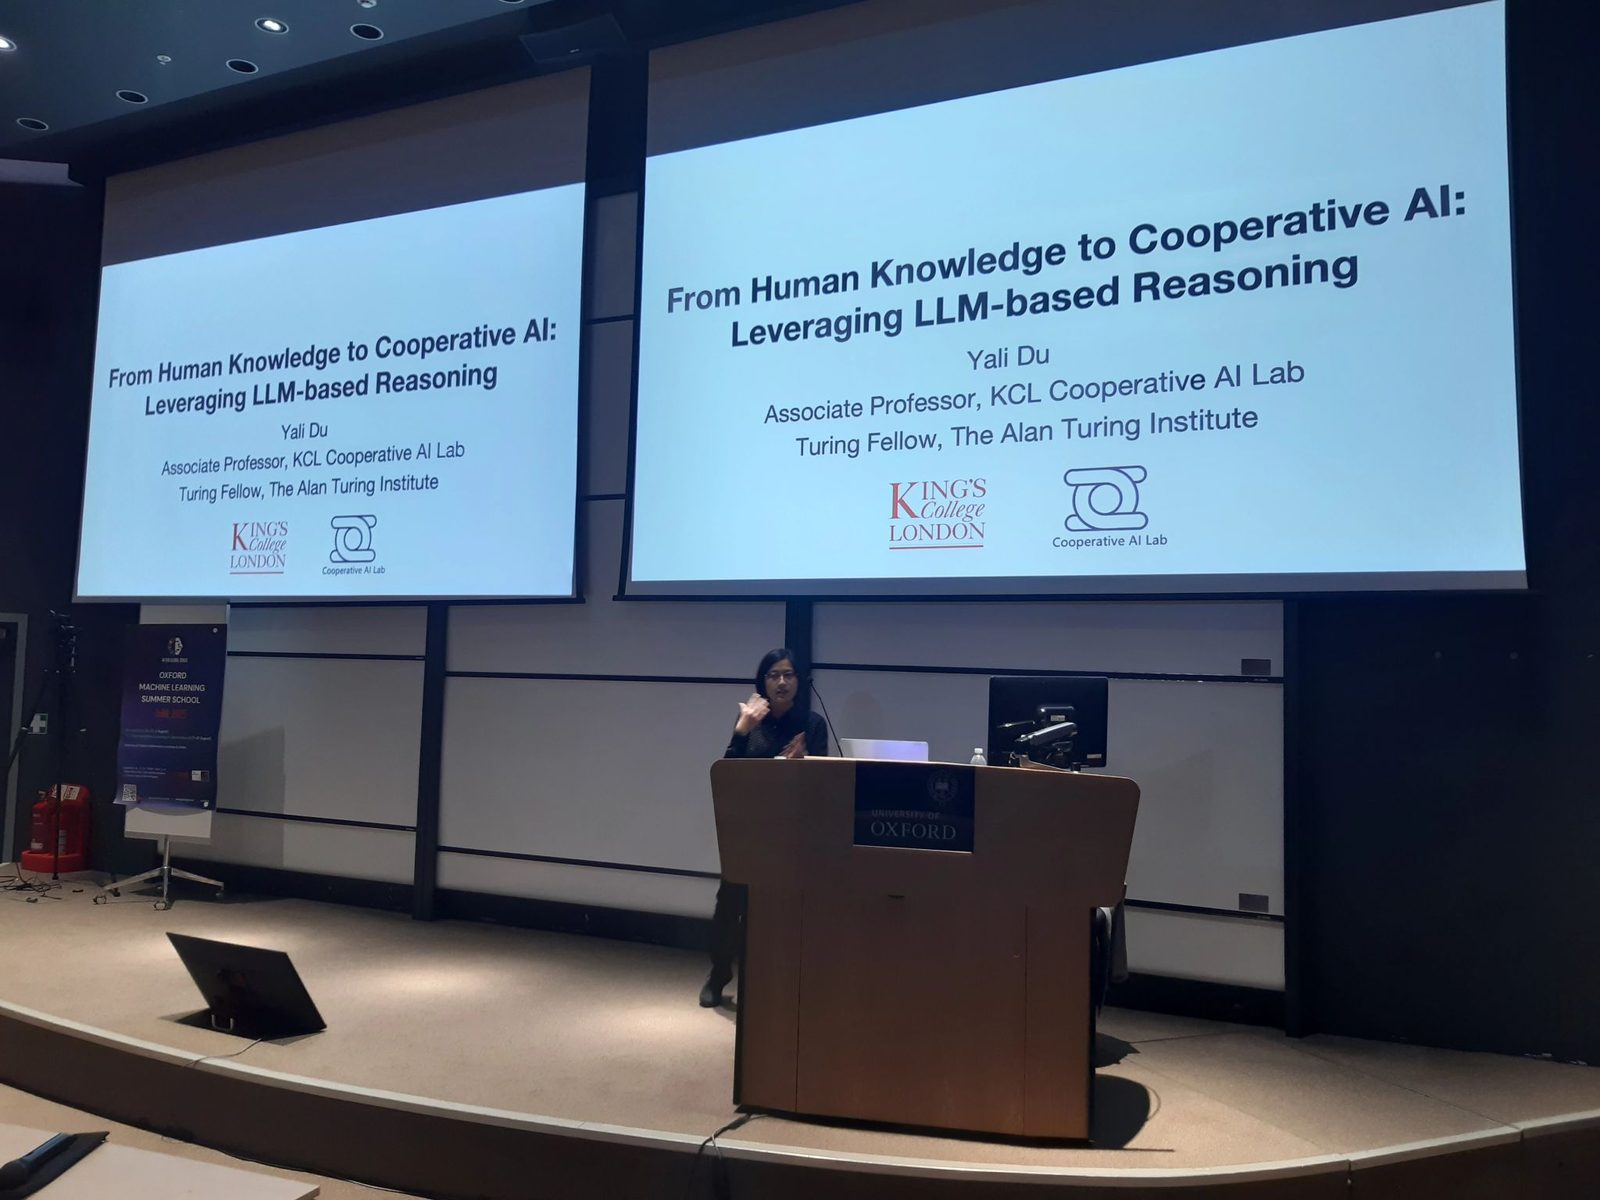 From Human Knowledge to Cooperative AI:
Leveraging LLM-based Reasoning
Yali Du
Associate Professor, KCL Cooperative AI Lab
Turing Fellow, The Alan Turing Institute
KING'S
College
LONDON
Cooperative AI Lab
From Human Knowledge to Cooperative AI:
Leveraging LLM-based Reasoning
Yali Du
Associate Professor, KCL Cooperative AI Lab
Turing Fellow, The Alan Turing Institute
KING'S
College
LONDON
Cooperative AI Lab
OXFORD
MACHINE LEARNING
SUMMER SCHOOL
UNIVERSITY OF
OXFORD